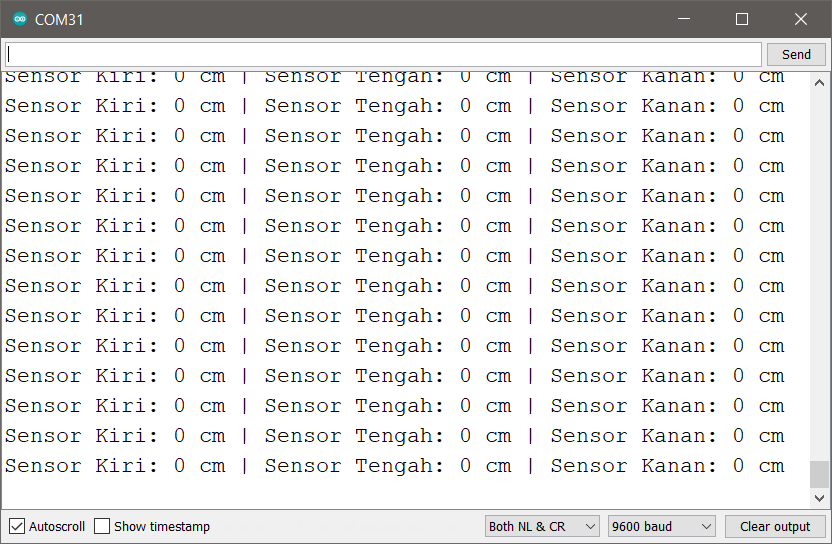 COM31
Send
Sensor Kiri: 0 cm | Sensor Tengah: 0 cm | Sensor Kanan: 0 cm
Sensor Kiri: 0 cm | Sensor Tengah: 0 cm | Sensor Kanan: 0 cm
Sensor Kiri: 0 cm | Sensor Tengah: 0 cm | Sensor Kanan: 0 cm
Sensor Kiri: 0 cm | Sensor Tengah: 0 cm | Sensor Kanan: 0 cm
Sensor Kiri: 0 cm | Sensor Tengah: 0 cm | Sensor Kanan: 0 cm
Sensor Kiri: 0 cm | Sensor Tengah: 0 cm | Sensor Kanan: 0 cm
Sensor Kiri: 0 cm | Sensor Tengah: 0 cm | Sensor Kanan: 0 cm
Sensor Kiri: 0 cm | Sensor Tengah: 0 cm | Sensor Kanan: 0 cm
Sensor Kiri: 0 cm | Sensor Tengah: 0 cm | Sensor Kanan: 0 cm
Sensor Kiri: 0 cm | Sensor Tengah: 0 cm | Sensor Kanan: 0 cm
Sensor Kiri: 0 cm | Sensor Tengah: 0 cm | Sensor Kanan: 0 cm
Sensor Kiri: 0 cm | Sensor Tengah: 0 cm | Sensor Kanan: 0 cm
Sensor Kiri: 0 cm | Sensor Tengah: 0 cm | Sensor Kanan: 0 cm
Sensor Kiri: 0 cm | Sensor Tengah: 0 cm | Sensor Kanan: 0 cm
Autoscroll Show timestamp Both NL & CR 9600 baud Clear output